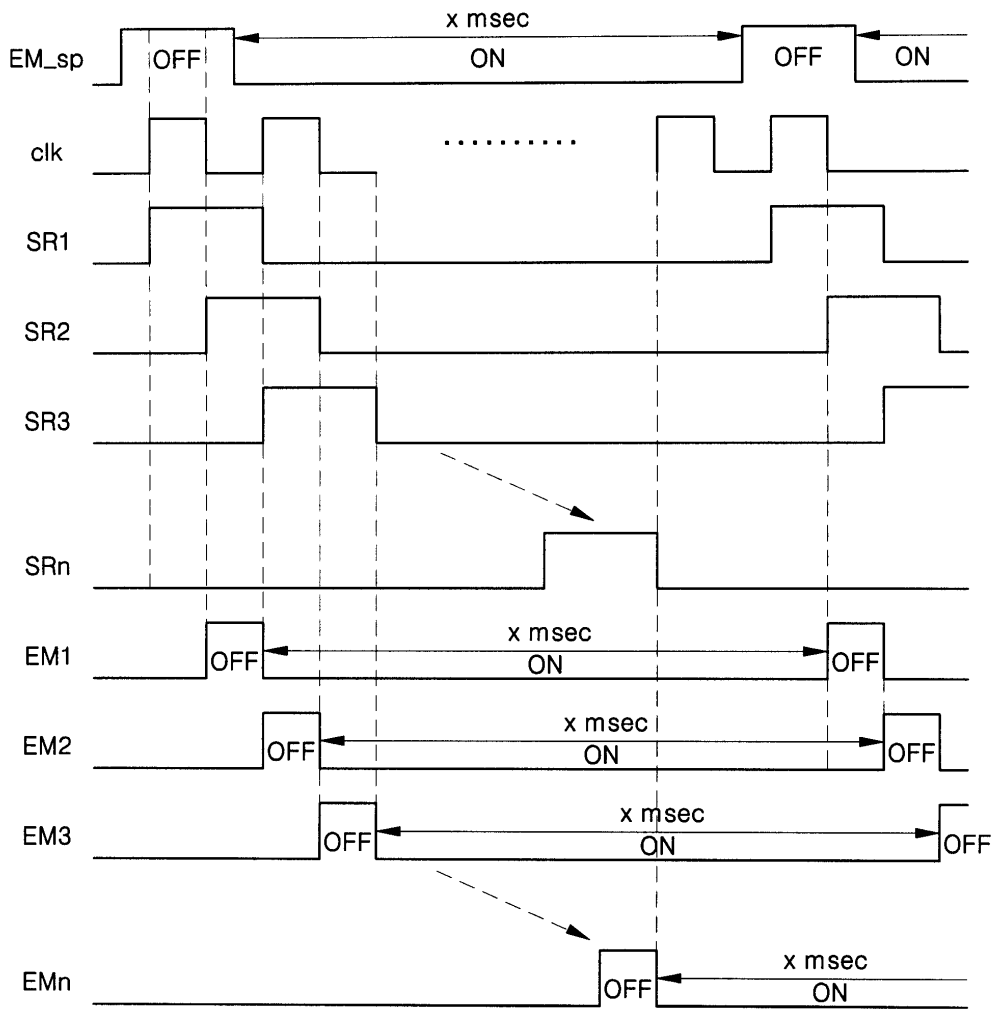 x msec
EM_sp OFF ON OFF ON
clk ..........
SR1
SR2
SR3
SRn
x msec
EM1 OFF ON OFF
x msec
EM2 OFF ON OFF
x msec
EM3 OFF ON OFF
x msec
EMn OFF ON